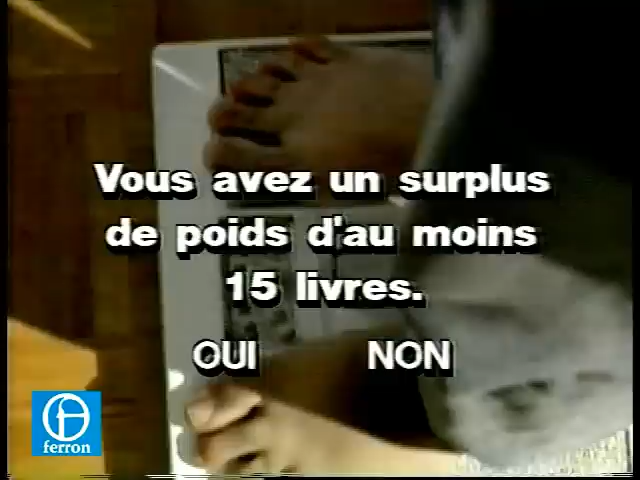 Vous avez un surplus
de poids d'au moins
15 livres.
OUI NON
ferron